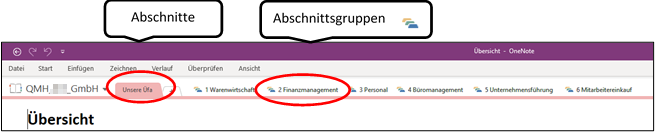 Abschnitte
Abschnittsgruppen
Übersicht - OneNote
Datei Start Einfügen Zeichnen Verlauf Überprüfen Ansicht
QMH_ _GmbH Unsere Üfa 1 Warenwirtschaft 2 Finanzmanagement 3 Personal 4 Büromanagement 5 Unternehmensführung 6 Mitarbeitereinkauf
Übersicht